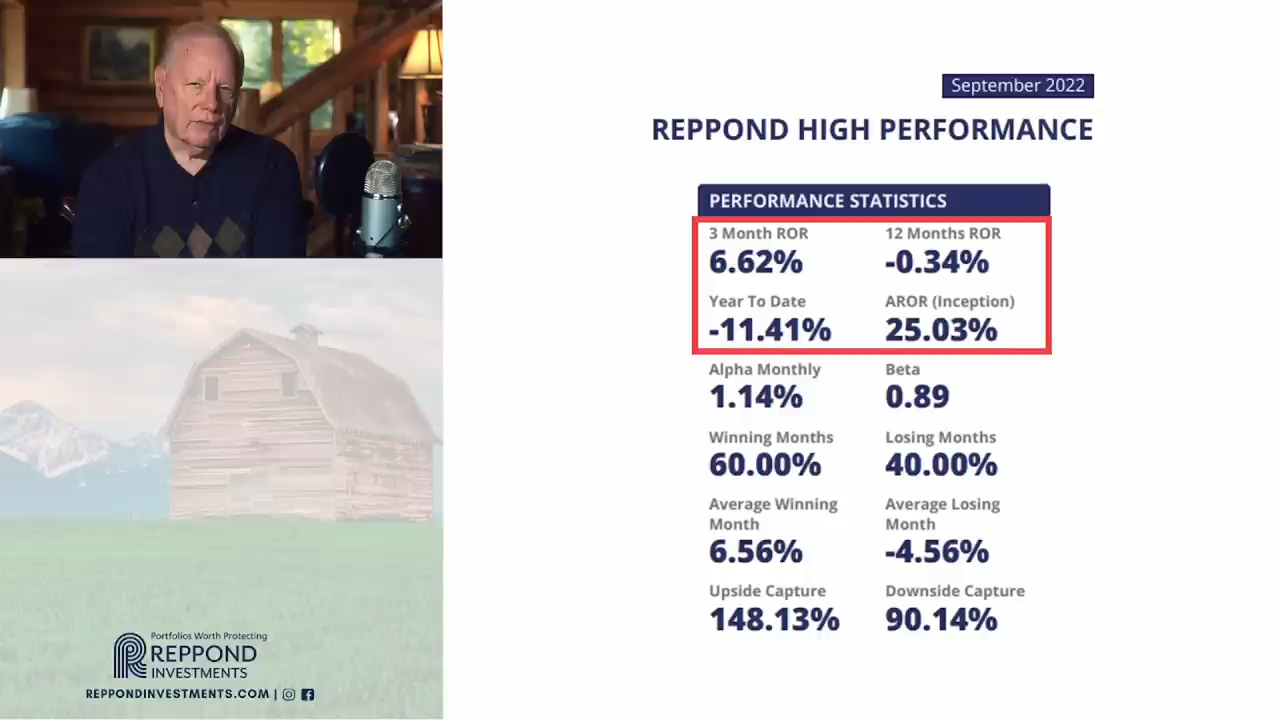 September 2022
REPPOND HIGH PERFORMANCE
PERFORMANCE STATISTICS
3 Month ROR
12 Months ROR
6.62%
-0.34%
Year To Date
AROR (Inception)
-11.41%
25.03%
Alpha Monthly
Beta
1.14%
0.89
Winning Months
Losing Months
60.00%
40.00%
Average Winning
Month
Average Losing
Month
6.56%
-4.56%
Upside Capture
Downside Capture
148.13%
90.14%
Portfolios Worth Protecting
REPPOND
INVESTMENTS
REPPONDINVESTMENTS.COM |